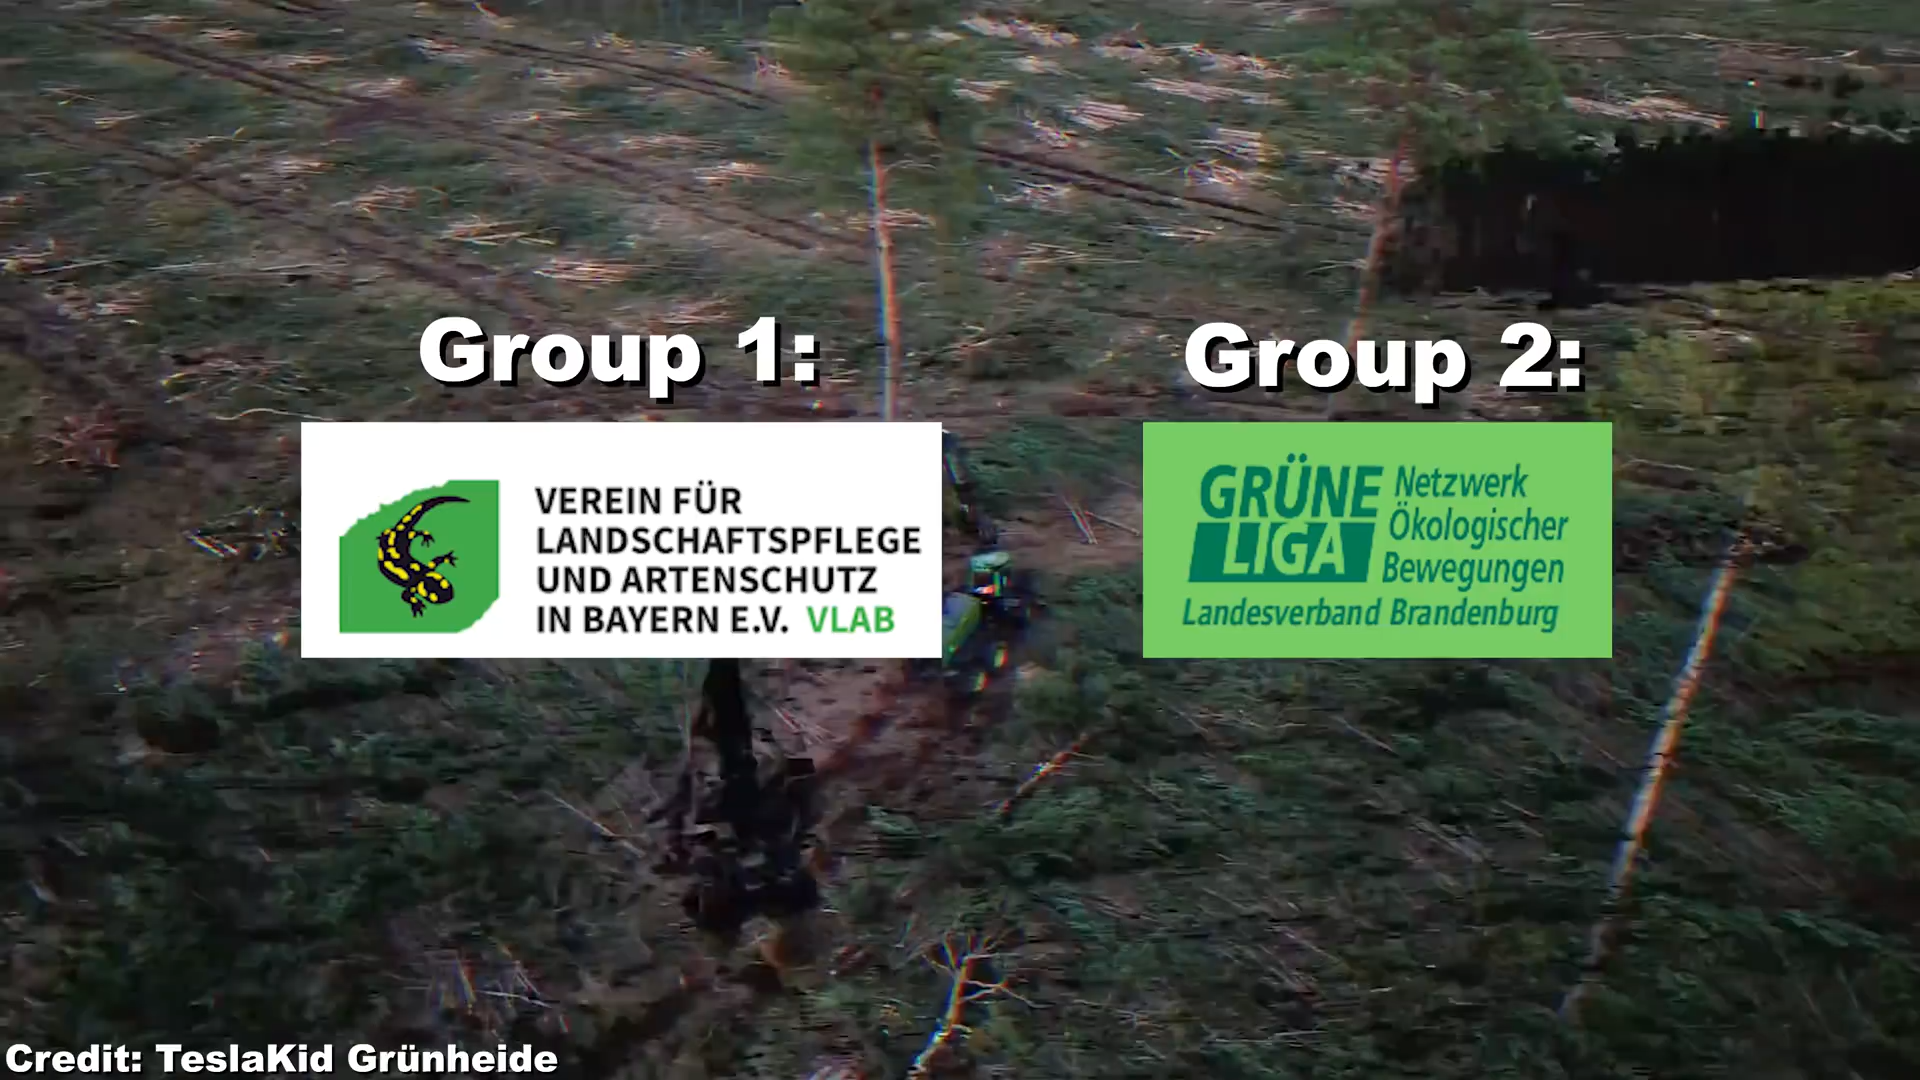 Group 1:
VEREIN FÜR
LANDSCHAFTSPFLEGE
UND ARTENSCHUTZ
IN BAYERN E.V. VLAB
Group 2:
GRÜNE
LIGA
Netzwerk
Ökologischer
Bewegungen
Landesverband Brandenburg
Credit: TeslaKid Grünheide